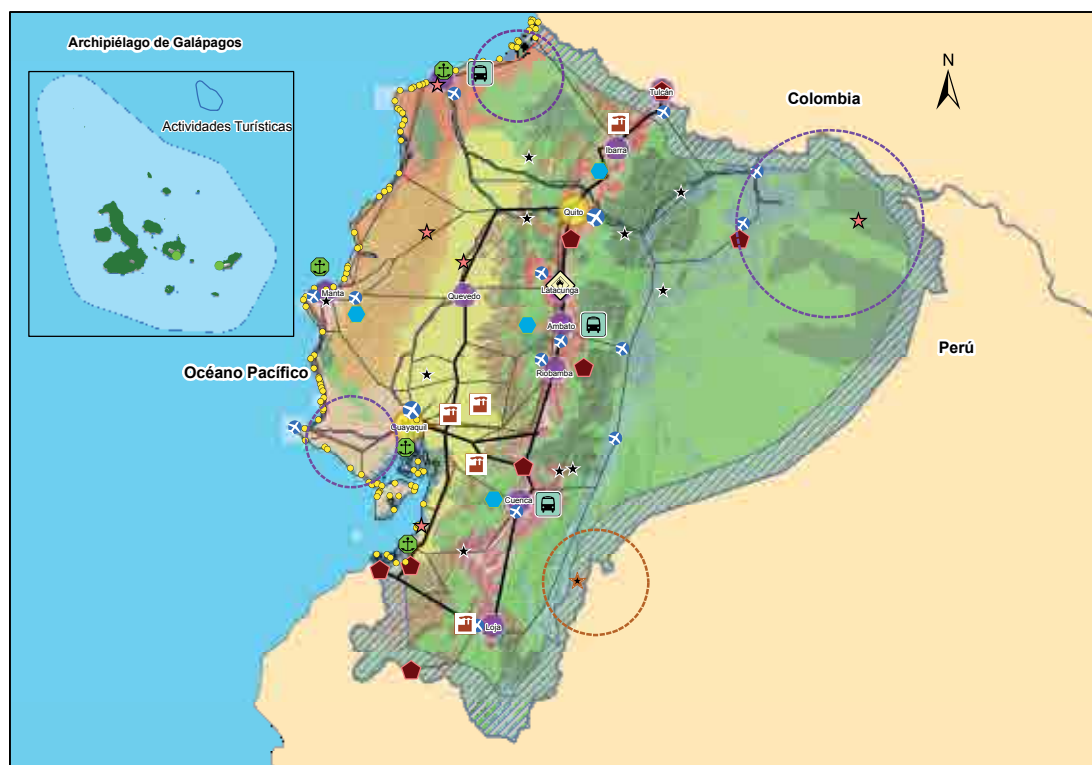 Archipiélago de Galápagos
Actividades Turísticas
N
Colombia
Tulcán
Ibarra
Quito
Manta
Quevedo
Latacunga
Ambato
Perú
Océano Pacífico
Riobamba
Guayaquil
Cuenca
Loja